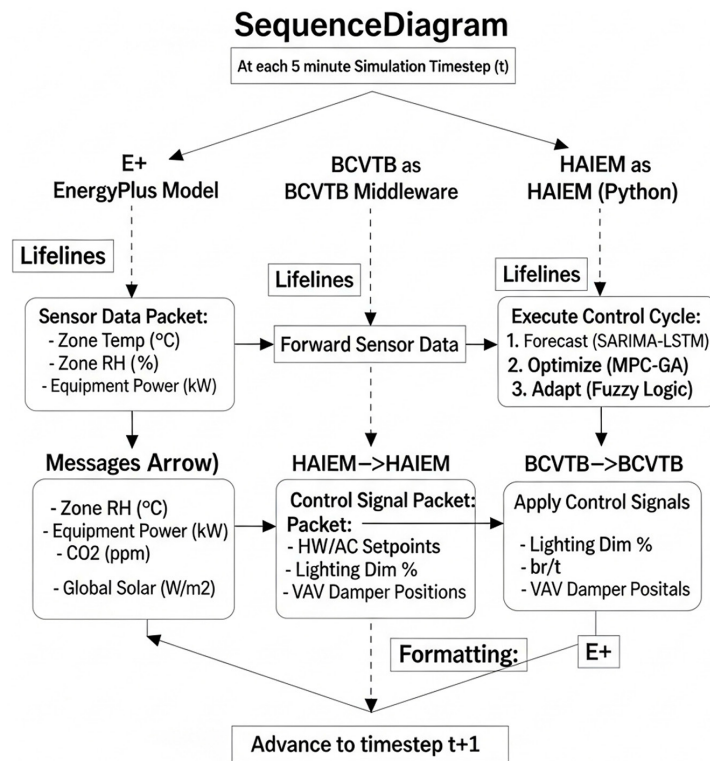 SequenceDiagram
At each 5 minute Simulation Timestep (t)
E+
EnergyPlus Model
BCVTB as
BCVTB Middleware
HAIEM as
HAIEM (Python)
Lifelines
Lifelines
Lifelines
Sensor Data Packet:
- Zone Temp (ºC)
- Zone RH (%)
- Equipment Power (kW)
Forward Sensor Data
Execute Control Cycle:
1. Forecast (SARIMA-LSTM)
2. Optimize (MPC-GA)
3. Adapt (Fuzzy Logic)
Messages Arrow)
- Zone RH (ºC)
- Equipment Power (kW)
- CO2 (ppm)
- Global Solar (W/m2)
HAIEM->HAIEM
Control Signal Packet:
Packet:
- HW/AC Setpoints
- Lighting Dim %
- VAV Damper Positions
BCVTB->BCVTB
Apply Control Signals
- Lighting Dim %
- br/t
- VAV Damper Positals
Formatting:
E+
Advance to timestep t+1